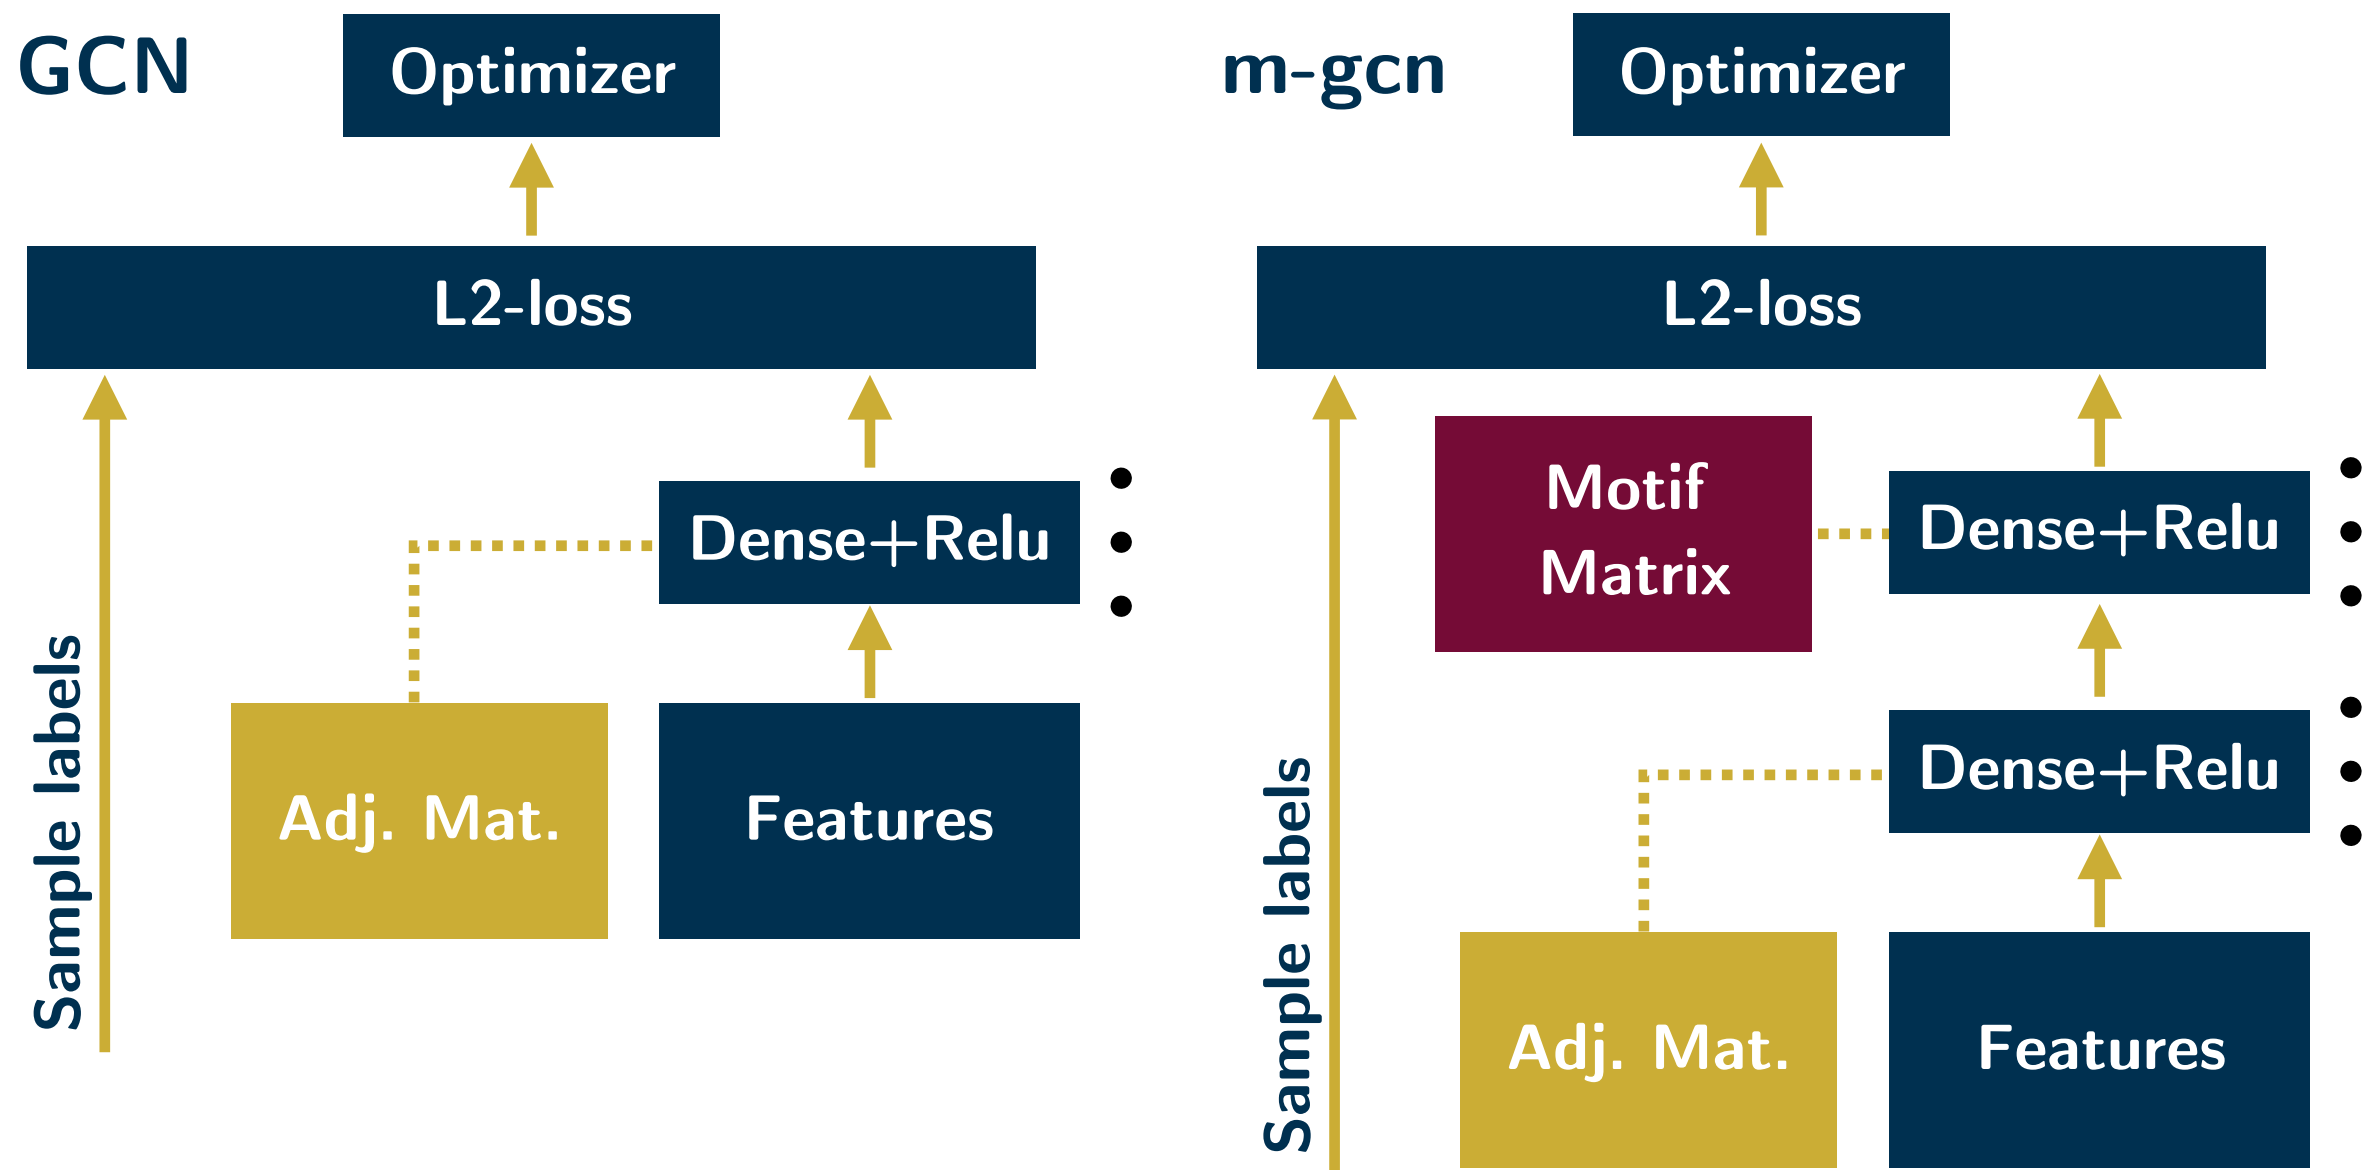 GCN
Optimizer
L2-loss
Dense+Relu
Adj. Mat.
Features
Sample labels
m-gcn
Optimizer
L2-loss
Motif
Matrix
Dense+Relu
Dense+Relu
Adj. Mat.
Features
Sample labels